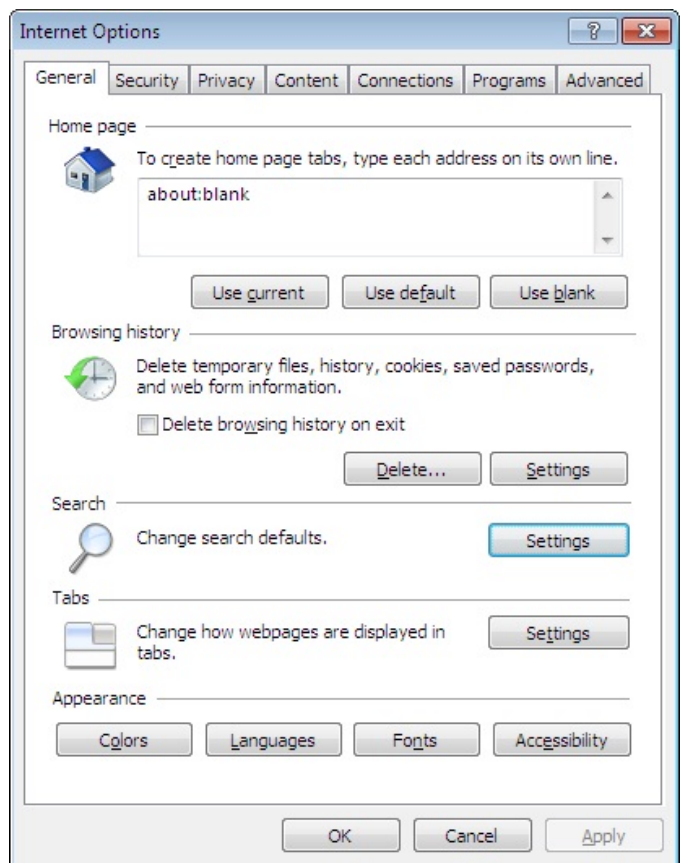 Internet Options
General Security Privacy Content Connections Programs Advanced
Home page
To create home page tabs, type each address on its own line.
about:blank
Use current Use default Use blank
Browsing history
Delete temporary files, history, cookies, saved passwords,
and web form information.
Delete browsing history on exit
Delete... Settings
Search
Change search defaults. Settings
Tabs
Change how webpages are displayed in
tabs.
Settings
Appearance
Colors Languages Fonts Accessibility
OK Cancel Apply